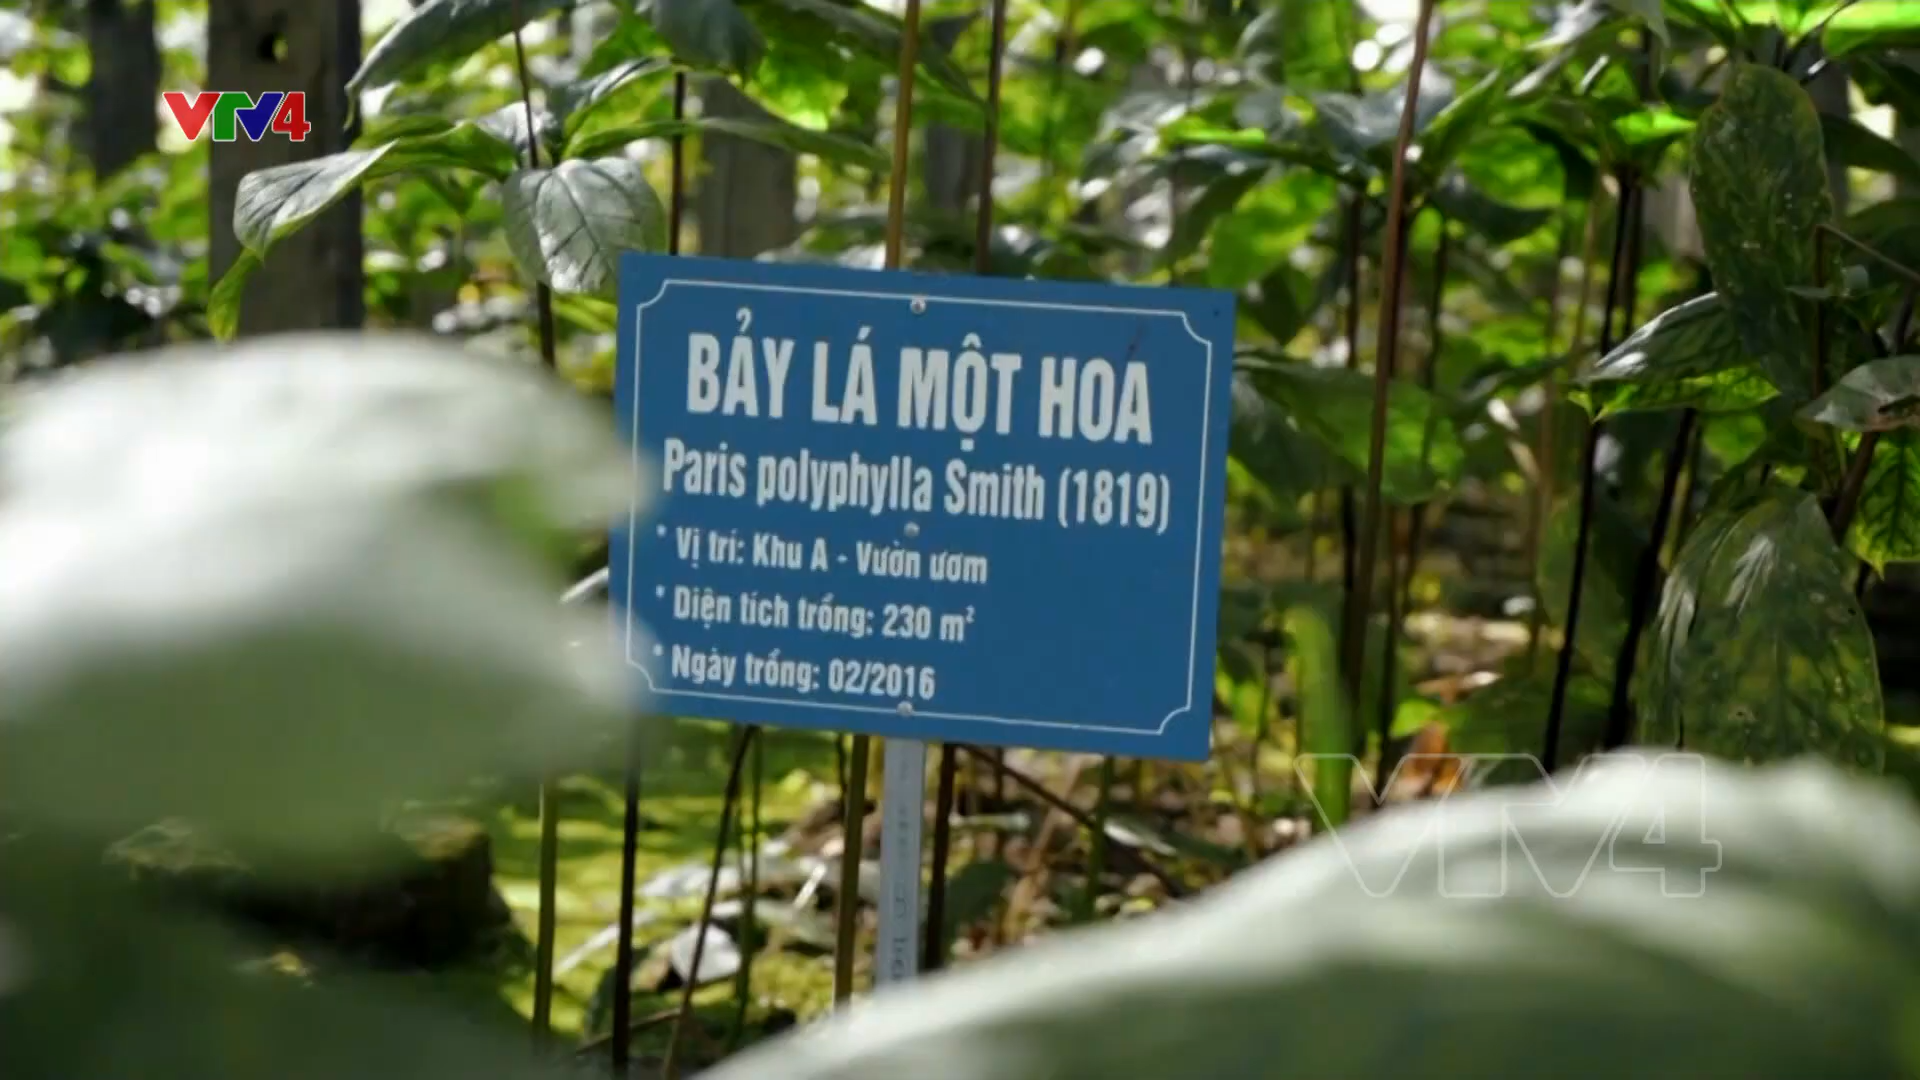 VTV4
BẢY LÁ MỘT HOA
Paris polyphylla Smith (1819)
* Vị trí: Khu A - Vườn ươm
* Diện tích trồng: 230 m²
* Ngày trồng: 02/2016
VTV4